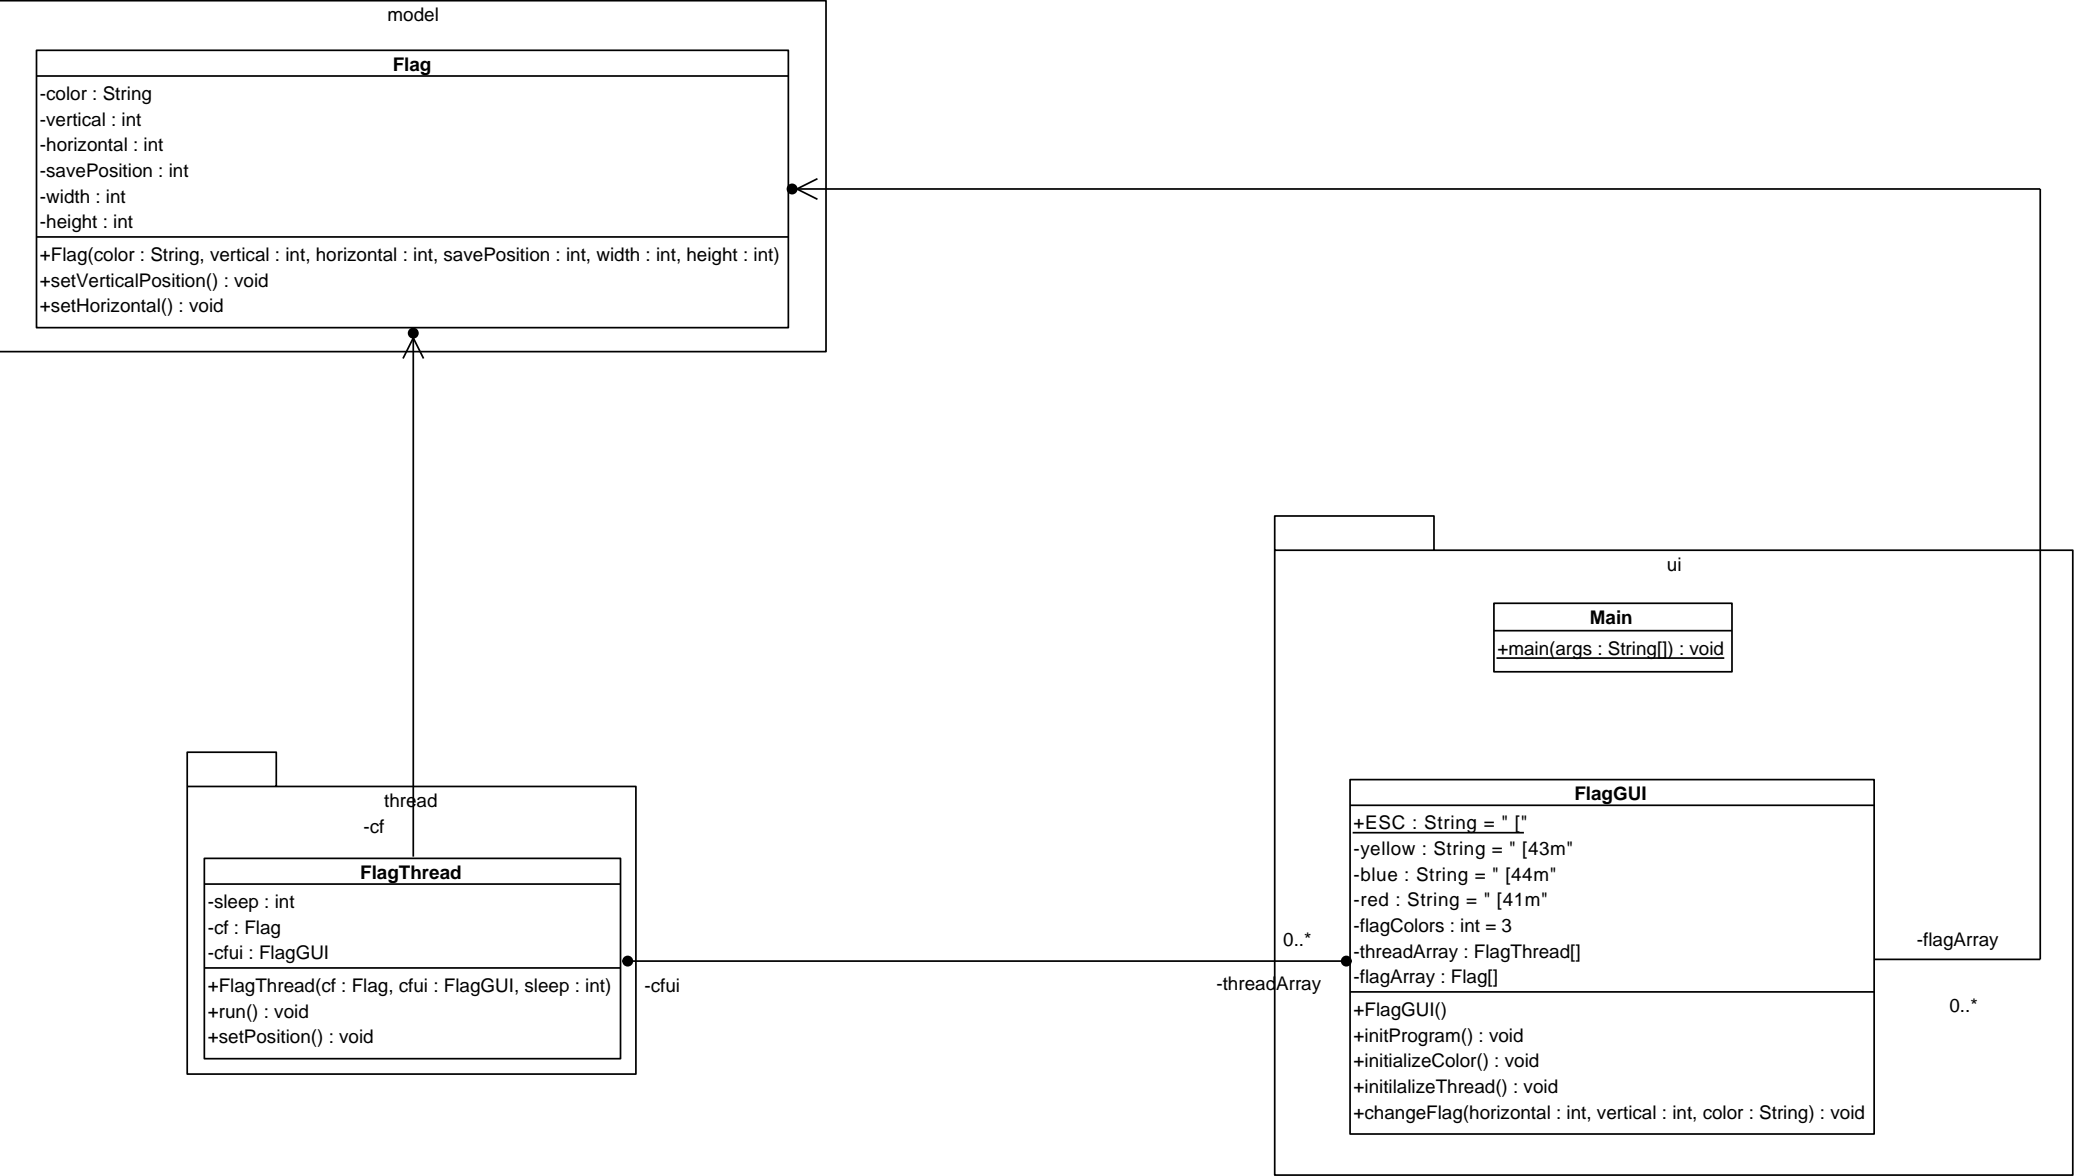 model
Flag
-color : String
-vertical : int
-horizontal : int
-savePosition : int
-width : int
-height : int
+Flag(color : String, vertical : int, horizontal : int, savePosition : int, width : int, height : int)
+setVerticalPosition() : void
+setHorizontal() : void
ui
Main
+main(args : String[]) : void
thread
-cf
FlagThread
-sleep : int
-cf : Flag
-cfui : FlagGUI
+FlagThread(cf : Flag, cfui : FlagGUI, sleep : int)
+run() : void
+setPosition() : void
-cfui
0..*
-threadArray
FlagGUI
+ESC : String = " ["
-yellow : String = " [43m"
-blue : String = " [44m"
-red : String = " [41m"
-flagColors : int = 3
-threadArray : FlagThread[]
-flagArray : Flag[]
+FlagGUI()
+initProgram() : void
+initializeColor() : void
+initilalizeThread() : void
+changeFlag(horizontal : int, vertical : int, color : String) : void
-flagArray
0..*